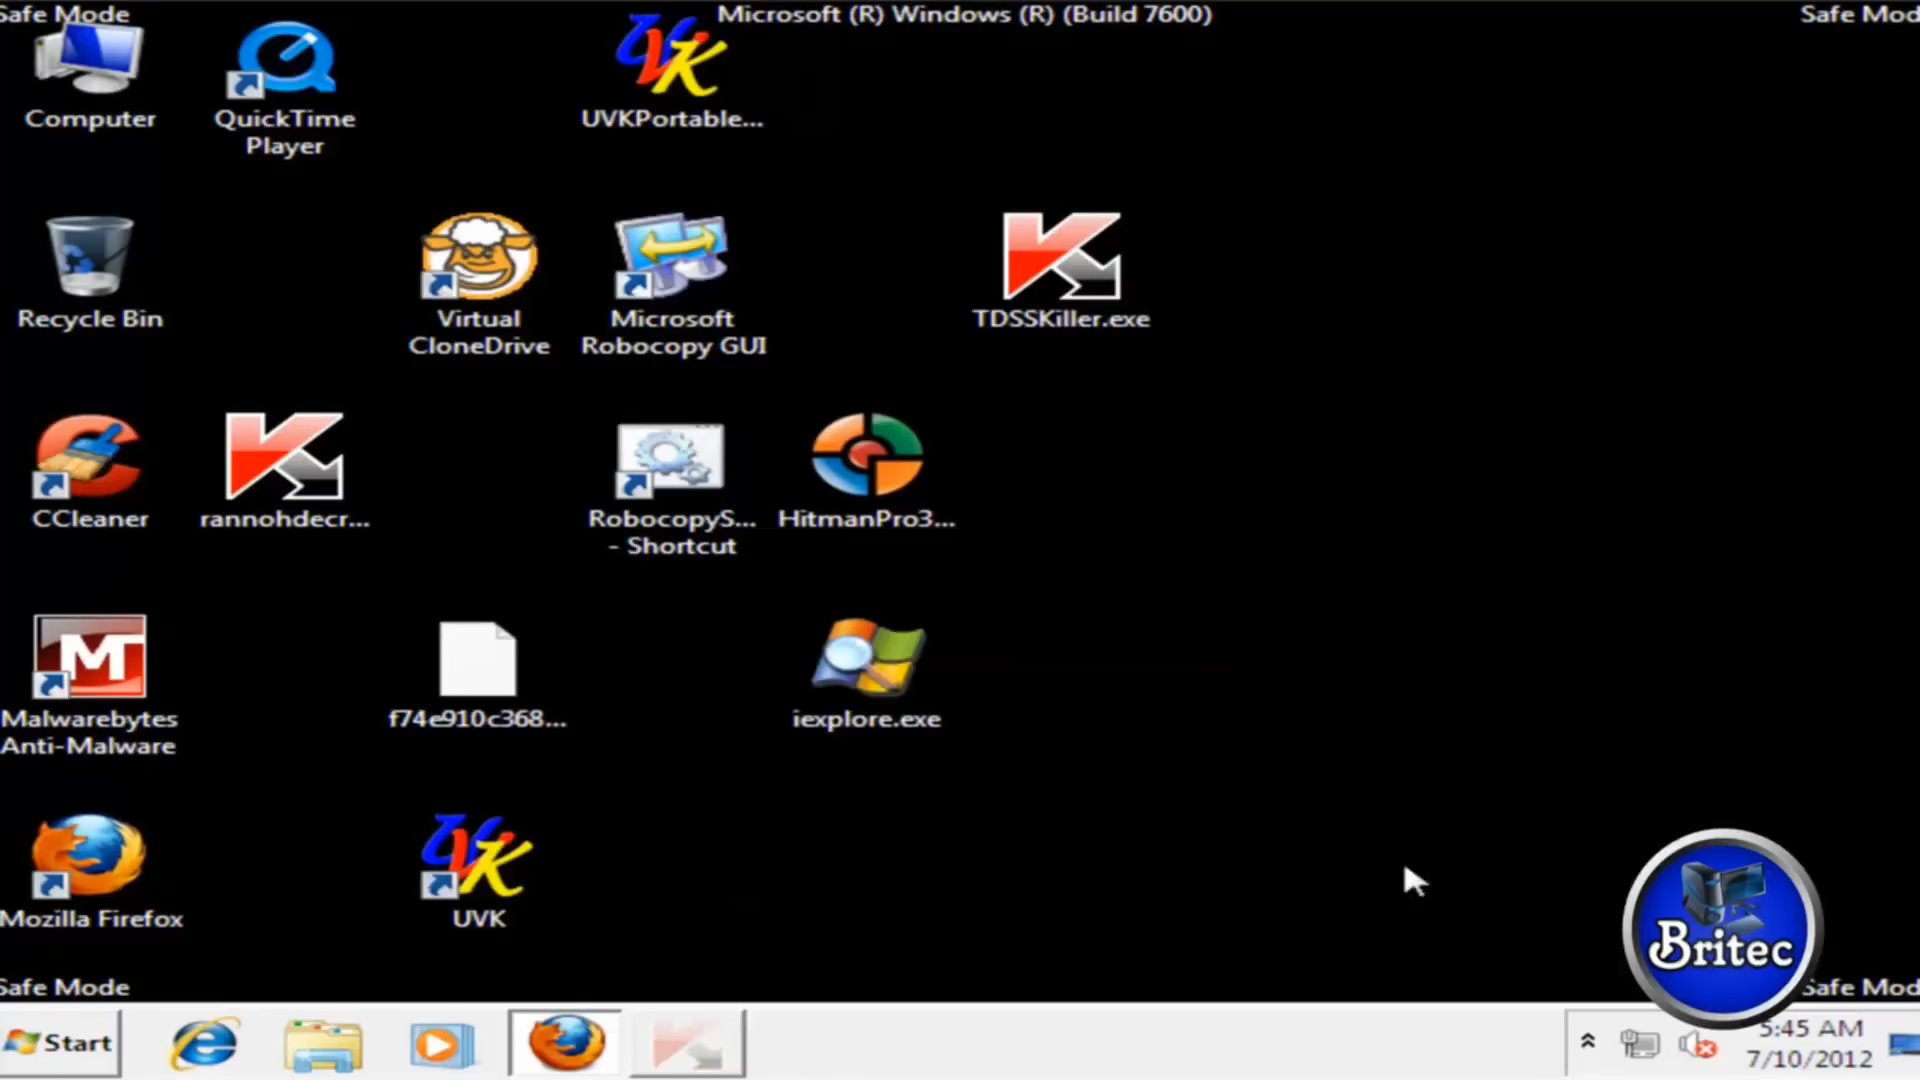 Safe Mode
Microsoft (R) Windows (R) (Build 7600)
Safe Mod
Computer
QuickTime
Player
UVKPortable...
Recycle Bin
Virtual
CloneDrive
Microsoft
Robocopy GUI
TDSSKiller.exe
CCleaner
rannohdecr...
RobocopyS...
- Shortcut
HitmanPro3...
Malwarebytes
Anti-Malware
f74e910c368...
iexplore.exe
Mozilla Firefox
UVK
Britec
Safe Mode
Safe Mod
Start
5:45 AM
7/10/2012